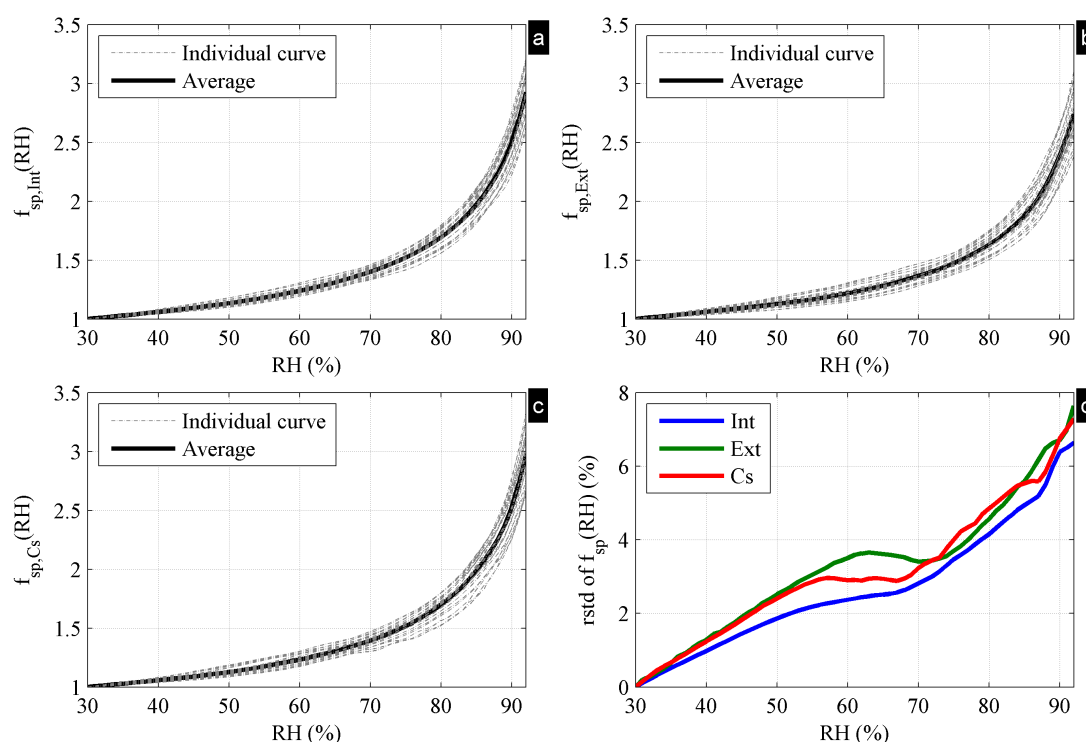 3.5
3
2.5
2
1.5
1
30 40 50 60 70 80 90
RH (%)
f_sp,Int(RH)
Individual curve
Average
a
3.5
3
2.5
2
1.5
1
30 40 50 60 70 80 90
RH (%)
f_sp,Ext(RH)
Individual curve
Average
b
3.5
3
2.5
2
1.5
1
30 40 50 60 70 80 90
RH (%)
f_sp,Cs(RH)
Individual curve
Average
c
8
6
4
2
0
30 40 50 60 70 80 90
RH (%)
rstd of f_sp(RH) (%)
Int
Ext
Cs